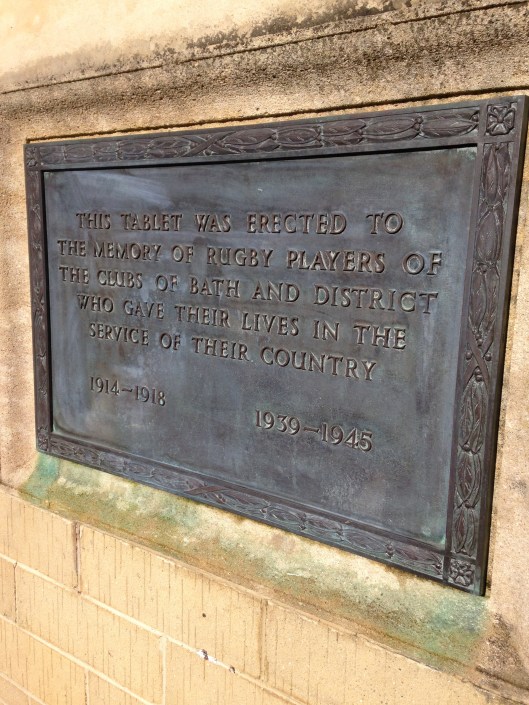 THIS TABLET WAS ERECTED TO
THE MEMORY OF RUGBY PLAYERS OF
THE CLUBS OF BATH AND DISTRICT
WHO GAVE THEIR LIVES IN THE
SERVICE OF THEIR COUNTRY
1914-1918
1939-1945